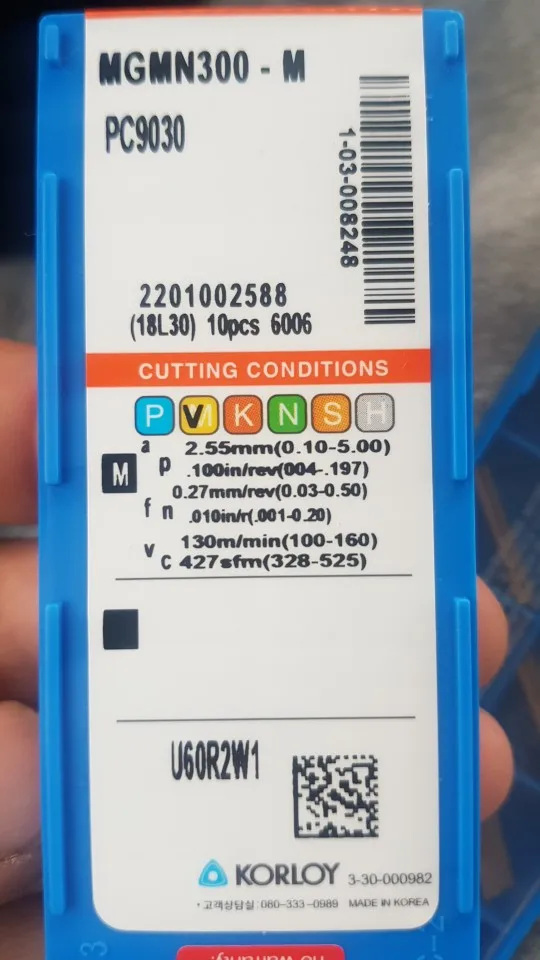 MGMN300 - M
PC9030
1-03-008248
2201002588
(18L30) 10pcs 6006
CUTTING CONDITIONS
P M K N S H
a p 2.55mm(0.10-5.00)
M .100in/rev(004-.197)
f n 0.27mm/rev(0.03-0.50)
.010in/r(.001-0.20)
v c 130m/min(100-160)
427sfm(328-525)
U60R2W1
KORLOY 3-30-000982
· 고객상담실 : 080-333-0989 MADE IN KOREA
no warranty.